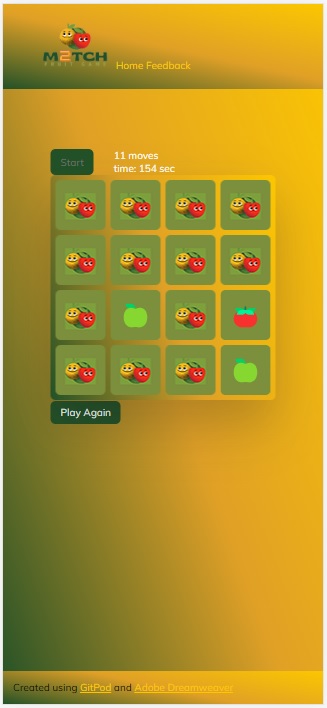 M2TCH
FRUIT GAME
Home Feedback
Start
11 moves
time: 154 sec
Play Again
Created using GitPod and Adobe Dreamweaver